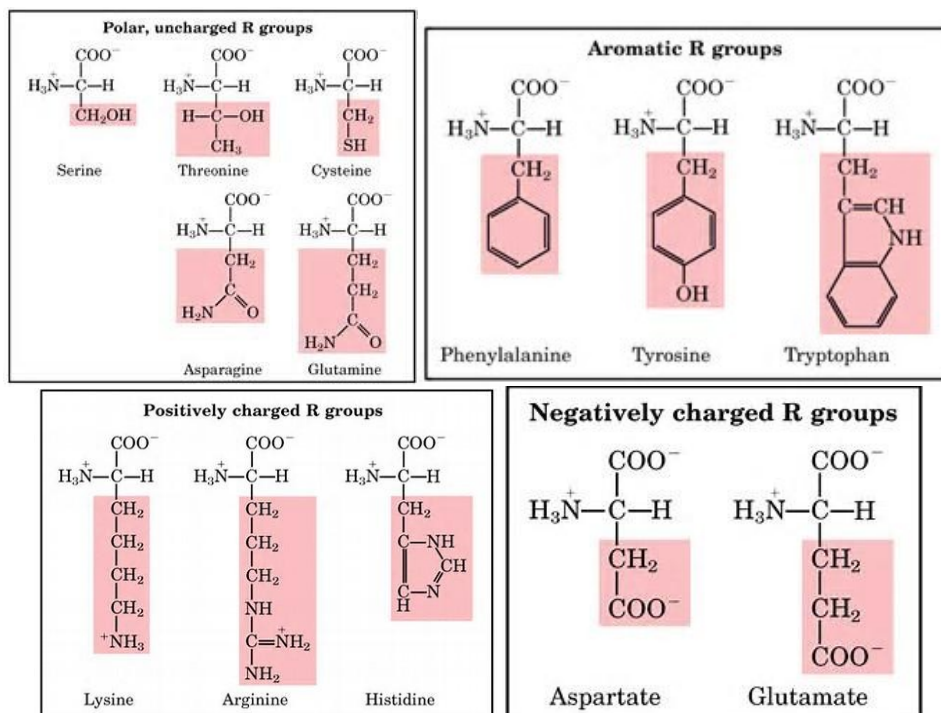 Polar, uncharged R groups
COO⁻ COO⁻ COO⁻
H₃N⁺—C—H H₃N⁺—C—H H₃N⁺—C—H
CH₂OH H—C—OH CH₂
CH₃ SH
Serine Threonine Cysteine
COO⁻ COO⁻
H₃N⁺—C—H H₃N⁺—C—H
CH₂ CH₂
C CH₂
H₂N O C
H₂N O
Asparagine Glutamine
Aromatic R groups
COO⁻ COO⁻ COO⁻
H₃N⁺—C—H H₃N⁺—C—H H₃N⁺—C—H
CH₂ CH₂ CH₂
C=CH
NH
OH
Phenylalanine Tyrosine Tryptophan
Positively charged R groups
COO⁻ COO⁻ COO⁻
H₃N⁺—C—H H₃N⁺—C—H H₃N⁺—C—H
CH₂ CH₂ CH₂
CH₂ CH₂ C—NH
CH₂ CH₂ CH
CH₂ NH C—N
H
⁺NH₃ C=N⁺H₂
NH₂
Lysine Arginine Histidine
Negatively charged R groups
COO⁻ COO⁻
H₃N⁺—C—H H₃N⁺—C—H
CH₂ CH₂
COO⁻ CH₂
COO⁻
Aspartate Glutamate